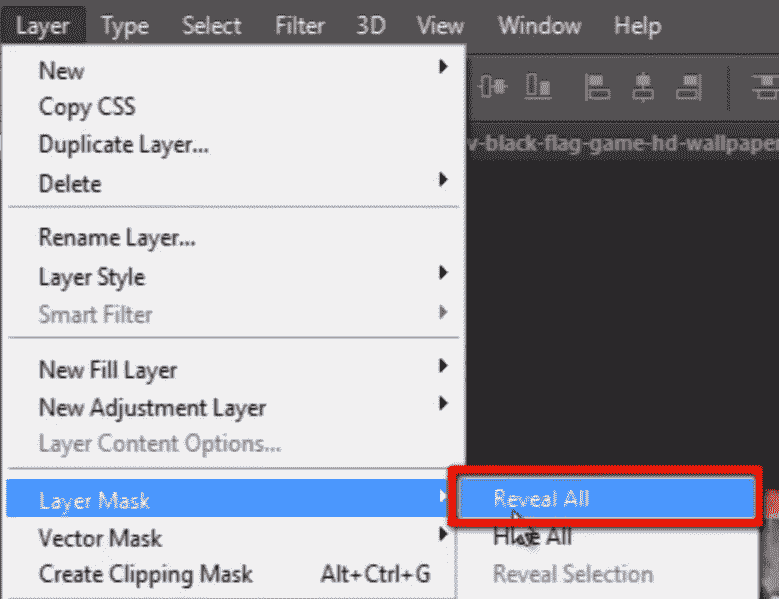 Layer Type Select Filter 3D View Window Help
New
Copy CSS
Duplicate Layer...
v-black-flag-game-hd-wallpaper
Delete
Rename Layer...
Layer Style
Smart Filter
New Fill Layer
New Adjustment Layer
Layer Content Options...
Layer Mask Reveal All
Vector Mask Hide All
Create Clipping Mask Alt+Ctrl+G Reveal Selection